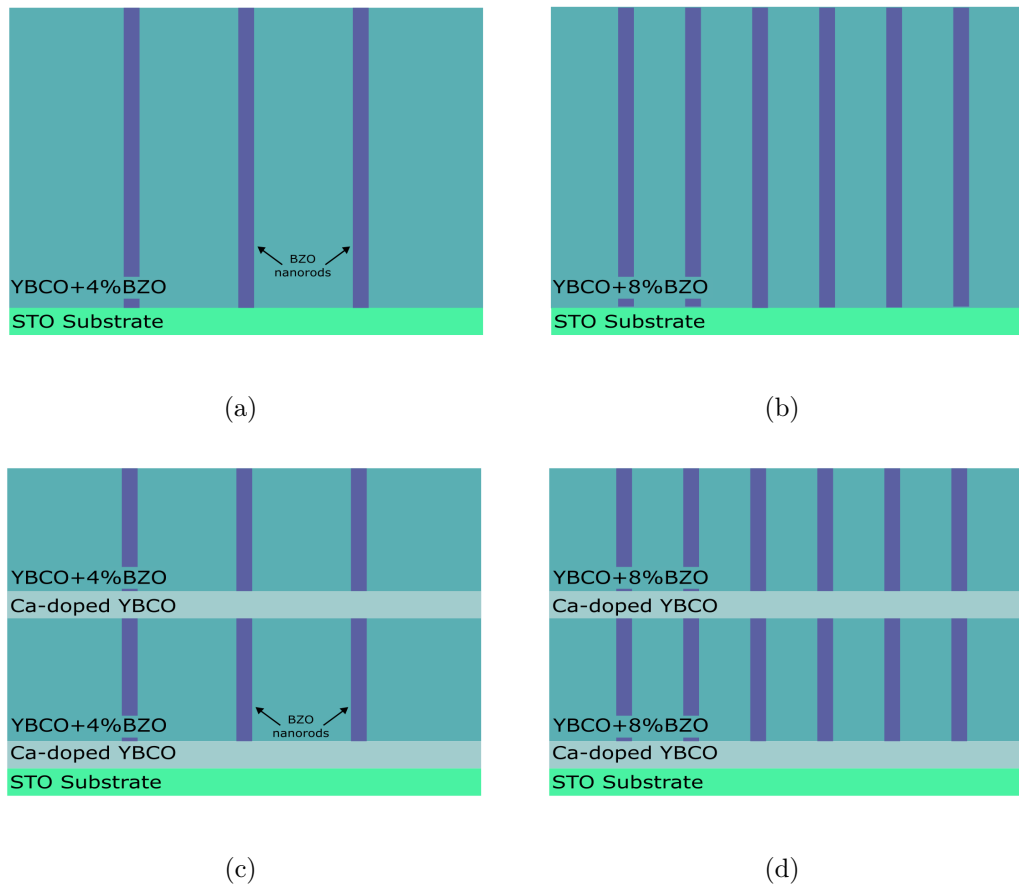 YBCO+4%BZO
BZO
nanorods
STO Substrate
(a)
YBCO+8%BZO
STO Substrate
(b)
YBCO+4%BZO
Ca-doped YBCO
YBCO+4%BZO
BZO
nanorods
Ca-doped YBCO
STO Substrate
(c)
YBCO+8%BZO
Ca-doped YBCO
YBCO+8%BZO
Ca-doped YBCO
STO Substrate
(d)